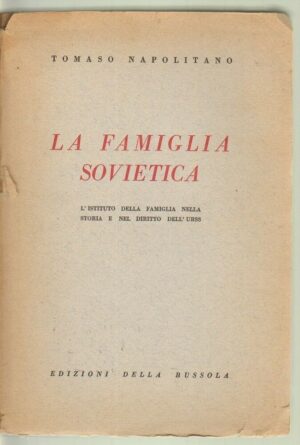 TOMASO NAPOLITANO
LA FAMIGLIA
SOVIETICA
L'ISTITUTO DELLA FAMIGLIA NELLA
STORIA E NEL DIRITTO DELL'URSS
EDIZIONI DELLA BUSSOLA